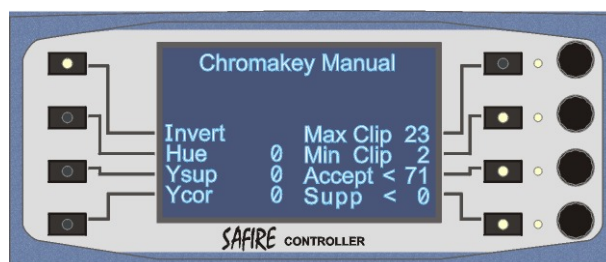 Chromakey Manual
Invert Max Clip 23
Hue 0 Min Clip 2
Ysup 0 Accept < 71
Ycor 0 Supp < 0
SAFIRE CONTROLLER